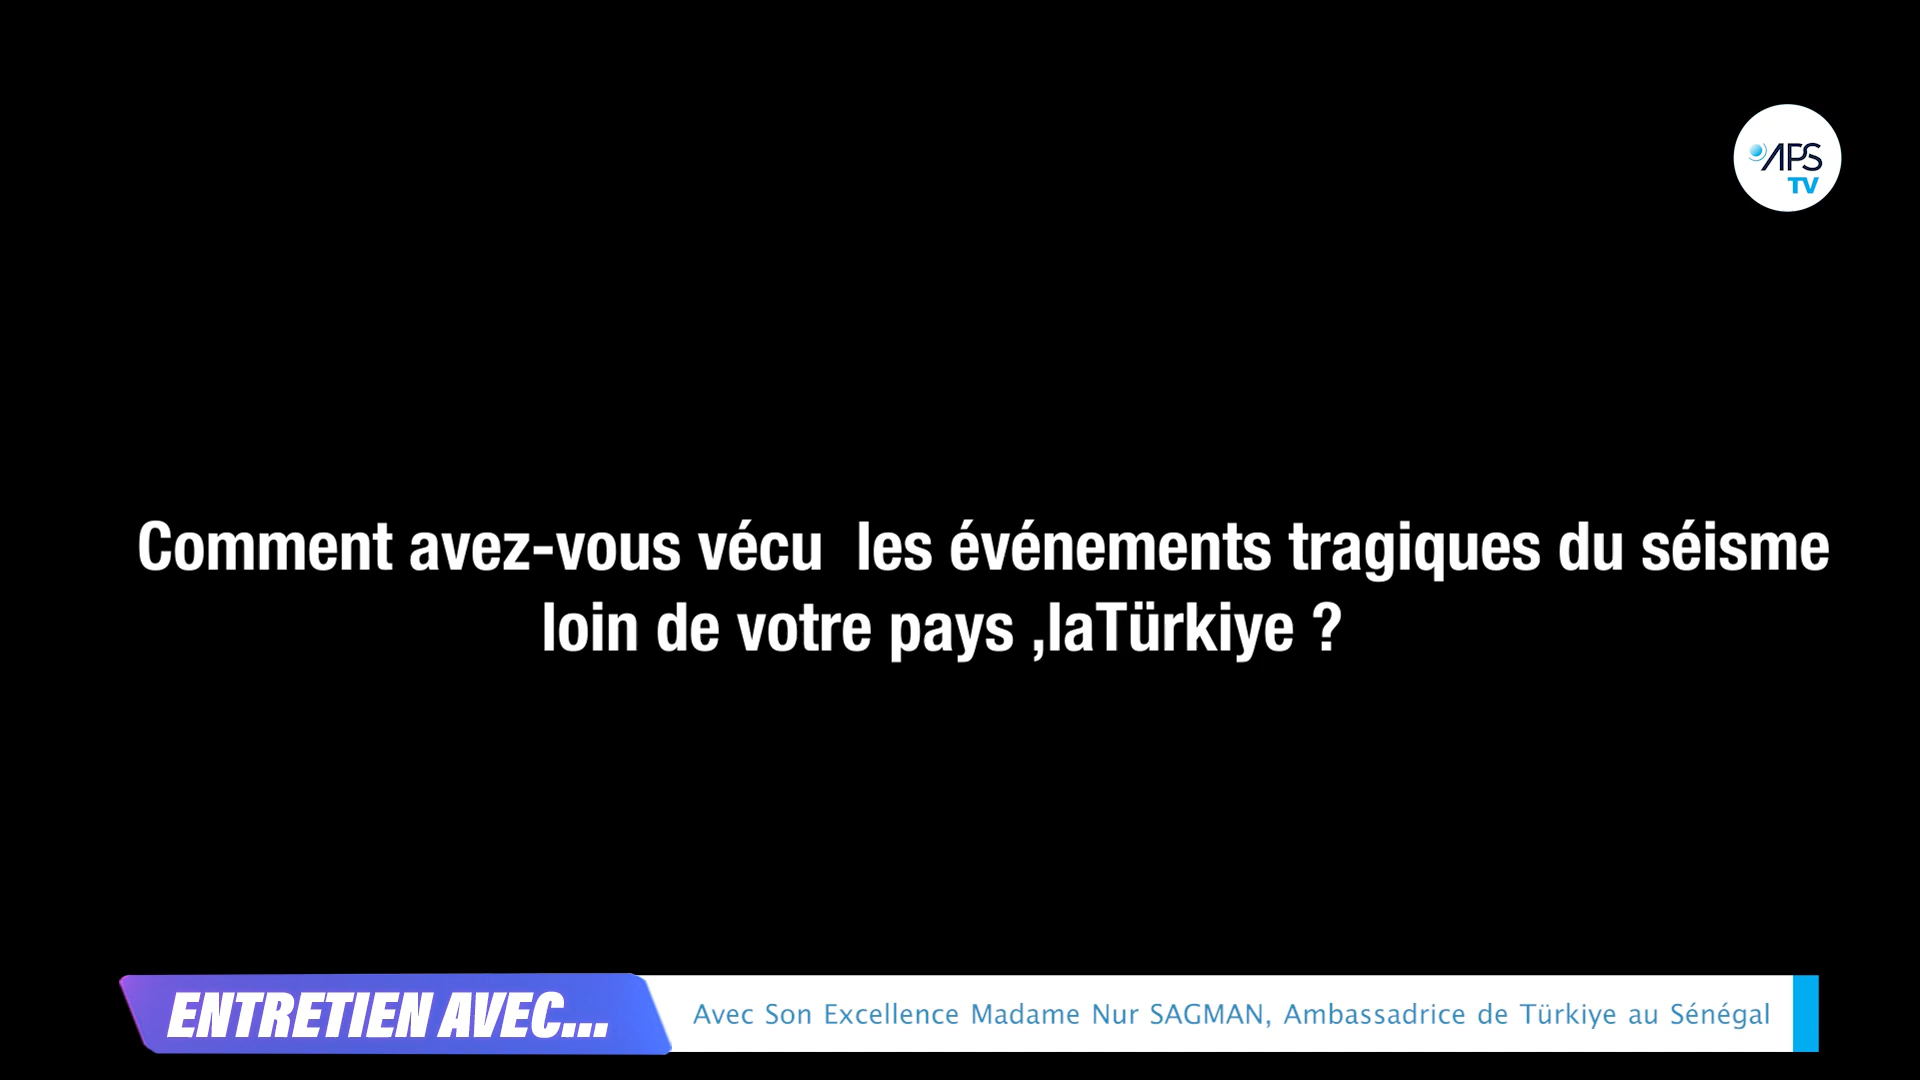 APS
TV
Comment avez-vous vécu  les événements tragiques du séisme
loin de votre pays ,laTürkiye ?
ENTRETIEN AVEC...
Avec Son Excellence Madame Nur SAGMAN, Ambassadrice de Türkiye au Sénégal